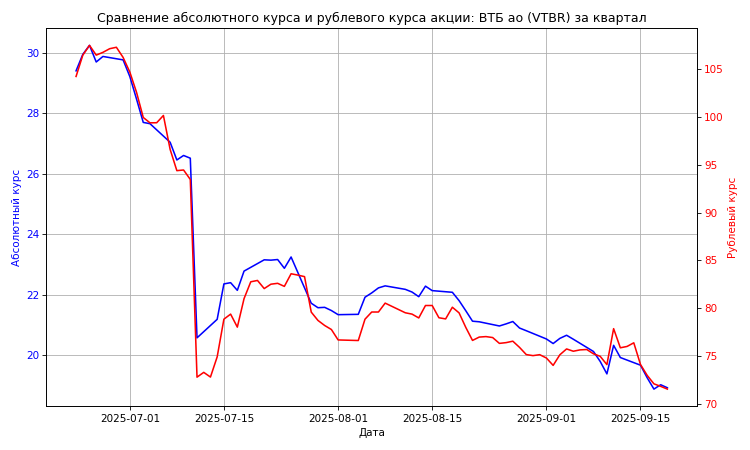 Сравнение абсолютного курса и рублевого курса акции: ВТБ ао (VTBR) за квартал
30
28
26
24
22
20
Абсолютный курс
105
100
95
90
85
80
75
70
Рублевый курс
2025-07-01 2025-07-15 2025-08-01 2025-08-15 2025-09-01 2025-09-15
Дата